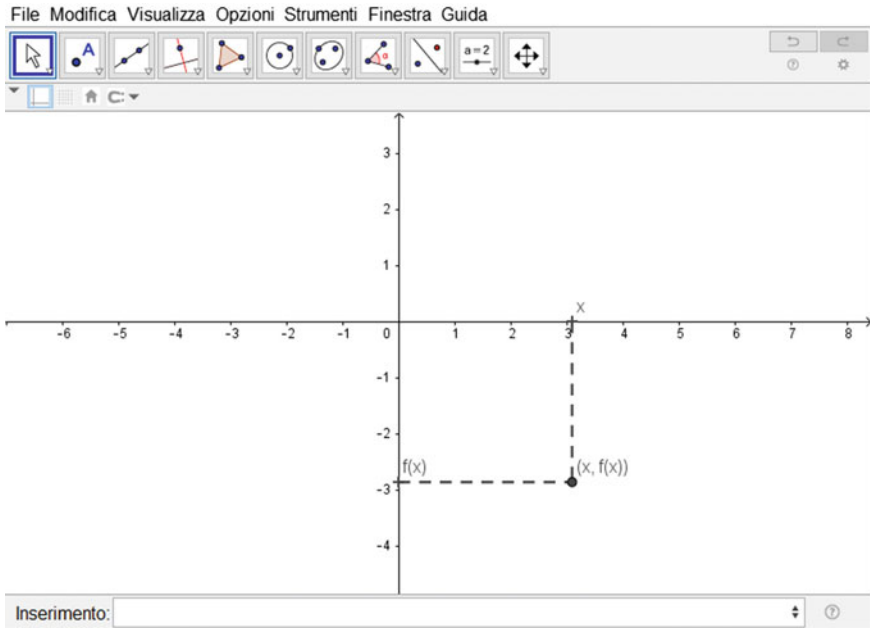 File Modifica Visualizza Opzioni Strumenti Finestra Guida
A
α
a=2
3
2
1
x
-6 -5 -4 -3 -2 -1 0 1 2 3 4 5 6 7 8
-1
-2
f(x) (x, f(x))
-3
-4
Inserimento: